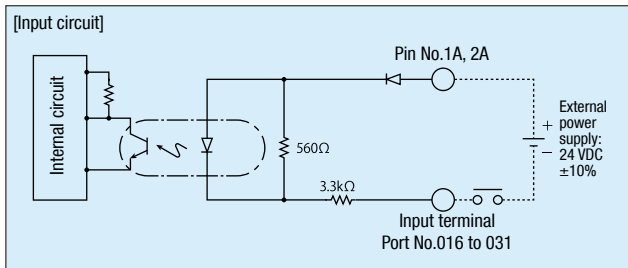 [Input circuit]
Internal circuit
560Ω
3.3kΩ
Pin No.1A, 2A
Input terminal
Port No.016 to 031
+
−
External
power
supply:
24 VDC
±10%